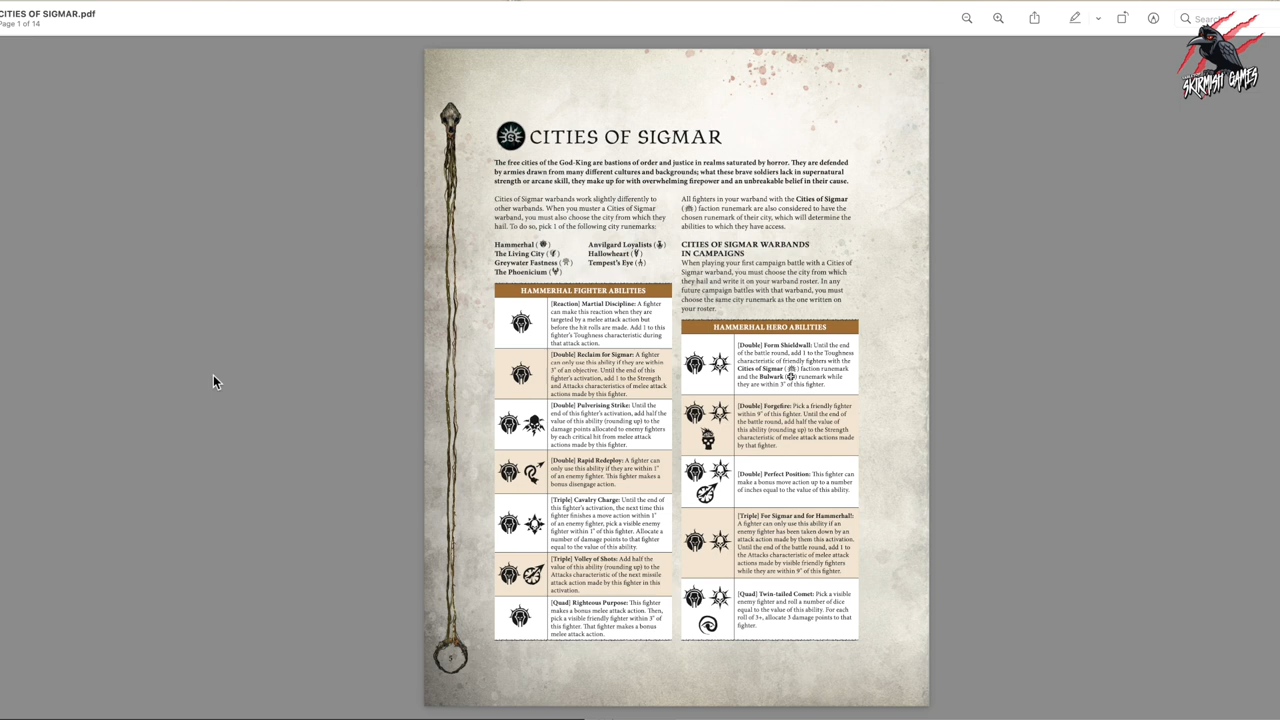 CITIES OF SIGMAR.pdf
Page 1 of 14
Search
SKIRMISH GAMES
CITIES OF SIGMAR
The free cities of the God-King are bastions of order and justice in realms saturated by horror. They are defended
by armies drawn from many different cultures and backgrounds; what these brave soldiers lack in supernatural
strength or arcane skill, they make up for with overwhelming firepower and an unbreakable belief in their cause.
Cities of Sigmar warbands work slightly differently to
other warbands. When you muster a Cities of Sigmar
warband, you must also choose the city from which they
hail. To do so, pick 1 of the following city runemarks:
Hammerhal ( )
The Living City ( )
Greywater Fastness ( )
The Phoenicium ( )
Anvilgard Loyalists ( )
Hallowheart ( )
Tempest's Eye ( )
HAMMERHAL FIGHTER ABILITIES
[Reaction] Martial Discipline: A fighter
can make this reaction when they are
targeted by a melee attack action but
before the hit rolls are made. Add 1 to this
fighter's Toughness characteristic during
that attack action.
[Double] Reclaim for Sigmar: A fighter
can only use this ability if they are within
3" of an objective. Until the end of this
fighter's activation, add 1 to the Strength
and Attacks characteristics of melee attack
actions made by this fighter.
[Double] Pulverising Strike: Until the
end of this fighter's activation, add half the
value of this ability (rounding up) to the
damage points allocated to enemy fighters
by each critical hit from melee attack
actions made by this fighter.
[Double] Rapid Redeploy: A fighter can
only use this ability if they are within 1"
of an enemy fighter. This fighter makes a
bonus disengage action.
[Triple] Cavalry Charge: Until the end of
this fighter's activation, the next time this
fighter finishes a move action within 1"
of an enemy fighter, pick a visible enemy
fighter within 1" of this fighter. Allocate a
number of damage points to that fighter
equal to the value of this ability.
[Triple] Volley of Shots: Add half the
value of this ability (rounding up) to the
Attacks characteristic of the next missile
attack action made by this fighter in this
activation.
[Quad] Righteous Purpose: This fighter
makes a bonus melee attack action. Then,
pick a visible friendly fighter within 3" of
this fighter. That fighter makes a bonus
melee attack action.
All fighters in your warband with the Cities of Sigmar
( ) faction runemark are also considered to have the
chosen runemark of their city, which will determine the
abilities to which they have access.
CITIES OF SIGMAR WARBANDS
IN CAMPAIGNS
When playing your first campaign battle with a Cities of
Sigmar warband, you must choose the city from which
they hail and write it on your warband roster. In any
future campaign battles with that warband, you must
choose the same city runemark as the one written on
your roster.
HAMMERHAL HERO ABILITIES
[Double] Form Shieldwall: Until the end
of the battle round, add 1 to the Toughness
characteristic of friendly fighters with the
Cities of Sigmar ( ) faction runemark
and the Bulwark ( ) runemark while
they are within 3" of this fighter.
[Double] Forgefire: Pick a friendly fighter
within 9" of this fighter. Until the end of
the battle round, add half the value of
this ability (rounding up) to the Strength
characteristic of melee attack actions made
by that fighter.
[Double] Perfect Position: This fighter can
make a bonus move action up to a number
of inches equal to the value of this ability.
[Triple] For Sigmar and for Hammerhal!:
A fighter can only use this ability if an
enemy fighter has been taken down by an
attack action made by them this activation.
Until the end of the battle round, add 1 to
the Attacks characteristic of melee attack
actions made by visible friendly fighters
while they are within 9" of this fighter.
[Quad] Twin-tailed Comet: Pick a visible
enemy fighter and roll a number of dice
equal to the value of this ability. For each
roll of 3+, allocate 3 damage points to that
fighter.